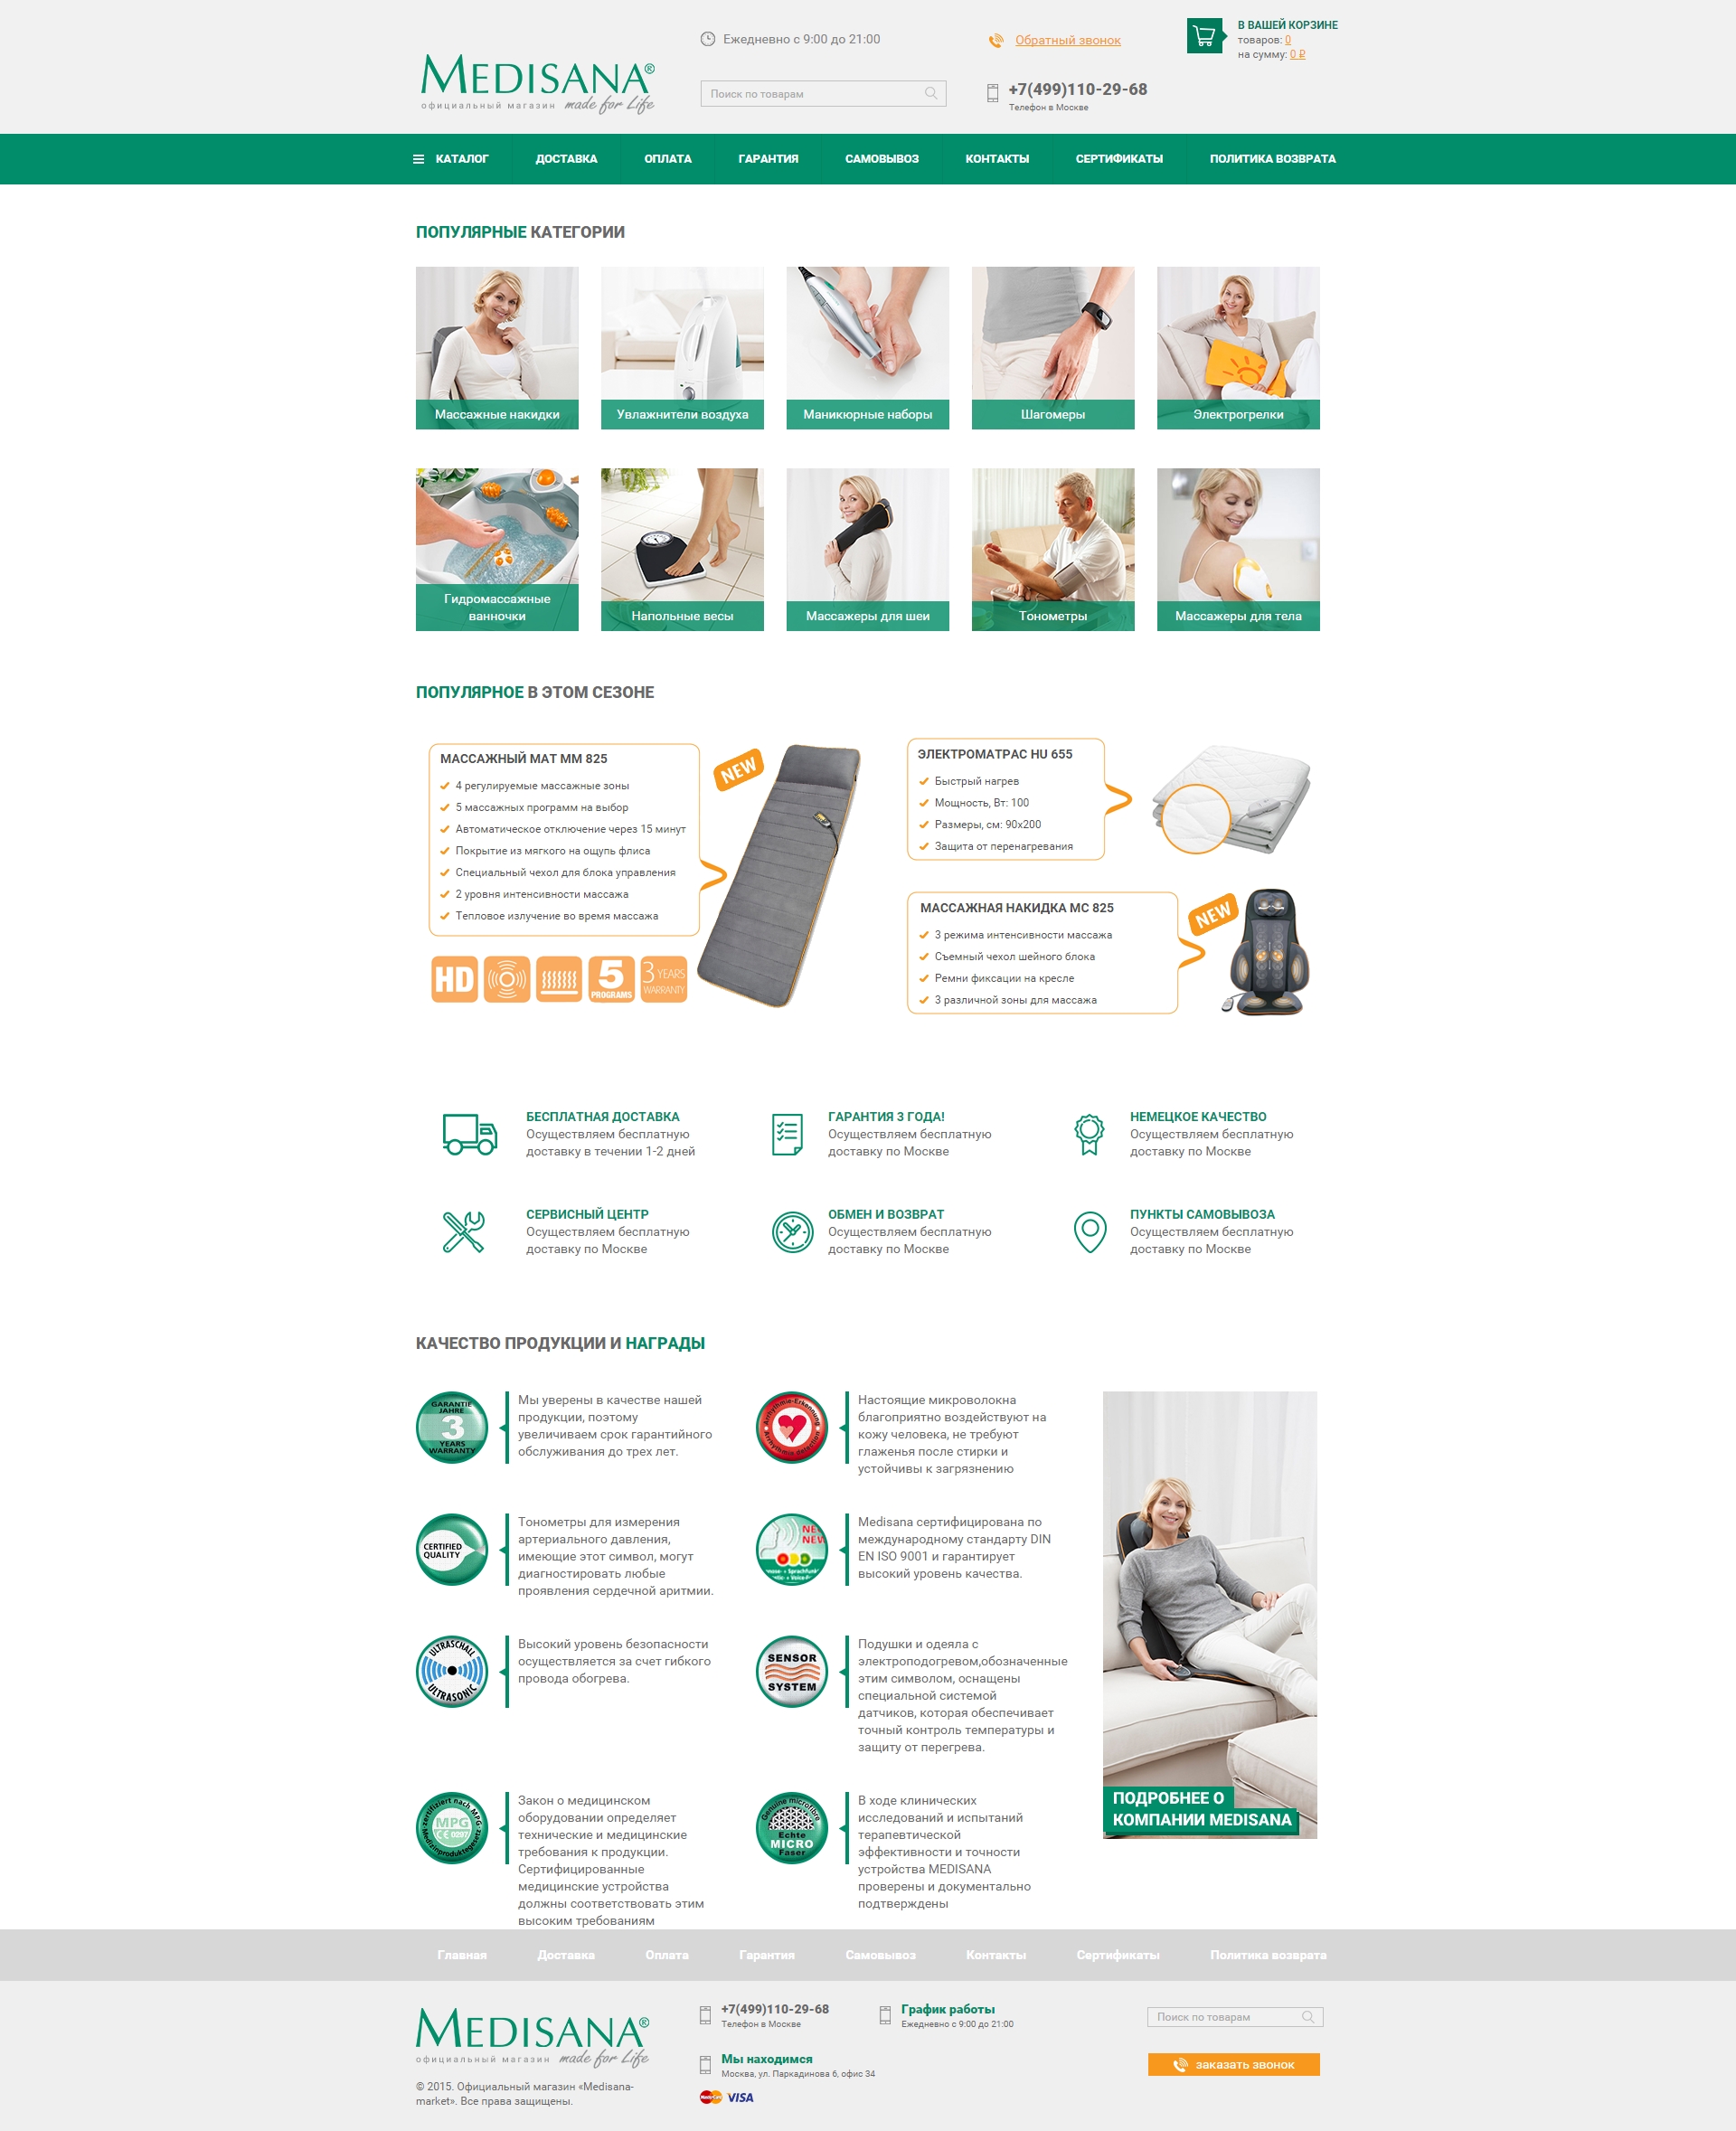 Ежедневно с 9:00 до 21:00
Обратный звонок
В ВАШЕЙ КОРЗИНЕ
товаров: 0
на сумму: 0 ₽
MEDISANA®
официальный магазин made for Life
Поиск по товарам
+7(499)110-29-68
Телефон в Москве
КАТАЛОГ ДОСТАВКА ОПЛАТА ГАРАНТИЯ САМОВЫВОЗ КОНТАКТЫ СЕРТИФИКАТЫ ПОЛИТИКА ВОЗВРАТА
ПОПУЛЯРНЫЕ КАТЕГОРИИ
Массажные накидки
Увлажнители воздуха
Маникюрные наборы
Шагомеры
Электрогрелки
Гидромассажные
ванночки
Напольные весы
Массажеры для шеи
Тонометры
Массажеры для тела
ПОПУЛЯРНОЕ В ЭТОМ СЕЗОНЕ
МАССАЖНЫЙ МАТ MM 825
4 регулируемые массажные зоны
5 массажных программ на выбор
Автоматическое отключение через 15 минут
Покрытие из мягкого на ощупь флиса
Специальный чехол для блока управления
2 уровня интенсивности массажа
Тепловое излучение во время массажа
NEW
HD
5
PROGRAMS
3 YEARS
WARRANTY
ЭЛЕКТРОМАТРАС HU 655
Быстрый нагрев
Мощность, Вт: 100
Размеры, см: 90x200
Защита от перенагревания
МАССАЖНАЯ НАКИДКА MC 825
3 режима интенсивности массажа
Съемный чехол шейного блока
Ремни фиксации на кресле
3 различной зоны для массажа
NEW
БЕСПЛАТНАЯ ДОСТАВКА
Осуществляем бесплатную
доставку в течении 1-2 дней
ГАРАНТИЯ 3 ГОДА!
Осуществляем бесплатную
доставку по Москве
НЕМЕЦКОЕ КАЧЕСТВО
Осуществляем бесплатную
доставку по Москве
СЕРВИСНЫЙ ЦЕНТР
Осуществляем бесплатную
доставку по Москве
ОБМЕН И ВОЗВРАТ
Осуществляем бесплатную
доставку по Москве
ПУНКТЫ САМОВЫВОЗА
Осуществляем бесплатную
доставку по Москве
КАЧЕСТВО ПРОДУКЦИИ И НАГРАДЫ
GARANTIE
JAHRE
3
YEARS
WARRANTY
Мы уверены в качестве нашей
продукции, поэтому
увеличиваем срок гарантийного
обслуживания до трех лет.
Arrhythmie-Erkennung
Arrhythmia detection
Настоящие микроволокна
благоприятно воздействуют на
кожу человека, не требуют
глаженья после стирки и
устойчивы к загрязнению
CERTIFIED
QUALITY
Тонометры для измерения
артериального давления,
имеющие этот символ, могут
диагностировать любые
проявления сердечной аритмии.
NEW
Medisana сертифицирована по
международному стандарту DIN
EN ISO 9001 и гарантирует
высокий уровень качества.
ULTRASCHALL
ULTRASONIC
Высокий уровень безопасности
осуществляется за счет гибкого
провода обогрева.
SENSOR
SYSTEM
Подушки и одеяла с
электроподогревом,обозначенные
этим символом, оснащены
специальной системой
датчиков, которая обеспечивает
точный контроль температуры и
защиту от перегрева.
zertifiziert nach MPG
MPG
CE 0297
Medizinproduktegesetz
Закон о медицинском
оборудовании определяет
технические и медицинские
требования к продукции.
Сертифицированные
медицинские устройства
должны соответствовать этим
высоким требованиям
Genuine microfibre
Echte
MICRO
Faser
В ходе клинических
исследований и испытаний
терапевтической
эффективности и точности
устройства MEDISANA
проверены и документально
подтверждены
ПОДРОБНЕЕ О
КОМПАНИИ MEDISANA
Главная Доставка Оплата Гарантия Самовывоз Контакты Сертификаты Политика возврата
MEDISANA®
официальный магазин made for Life
© 2015. Официальный магазин «Medisana-
market». Все права защищены.
+7(499)110-29-68
Телефон в Москве
График работы
Ежедневно с 9:00 до 21:00
Мы находимся
Москва, ул. Паркадинова 6, офис 34
MasterCard VISA
Поиск по товарам
заказать звонок